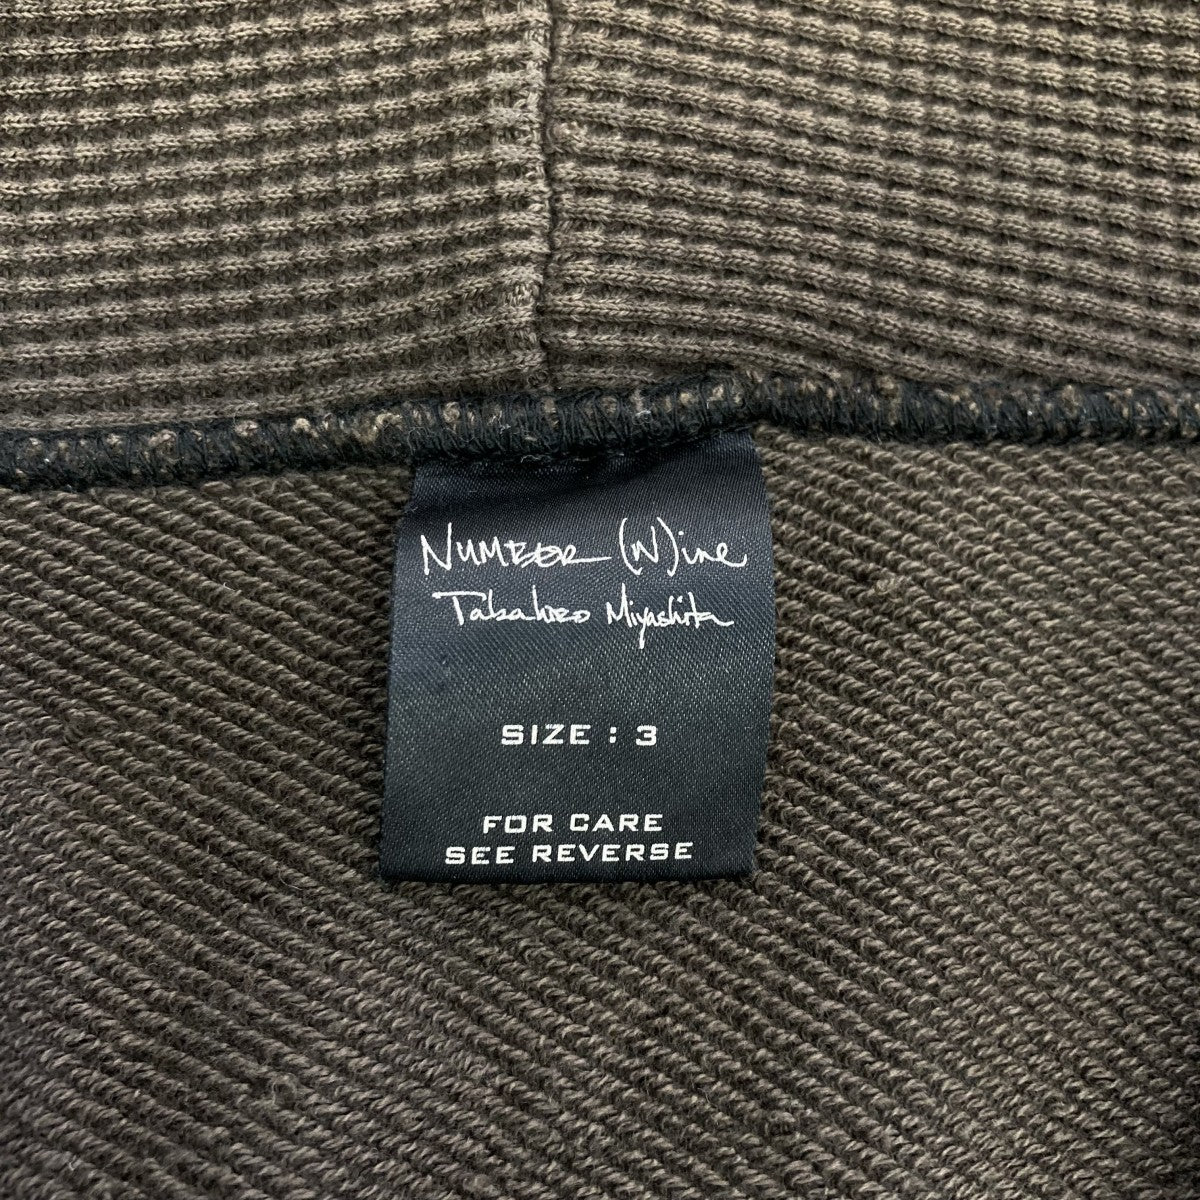 NUMBER (N)ine
Takahiro Miyashita
SIZE : 3
FOR CARE
SEE REVERSE